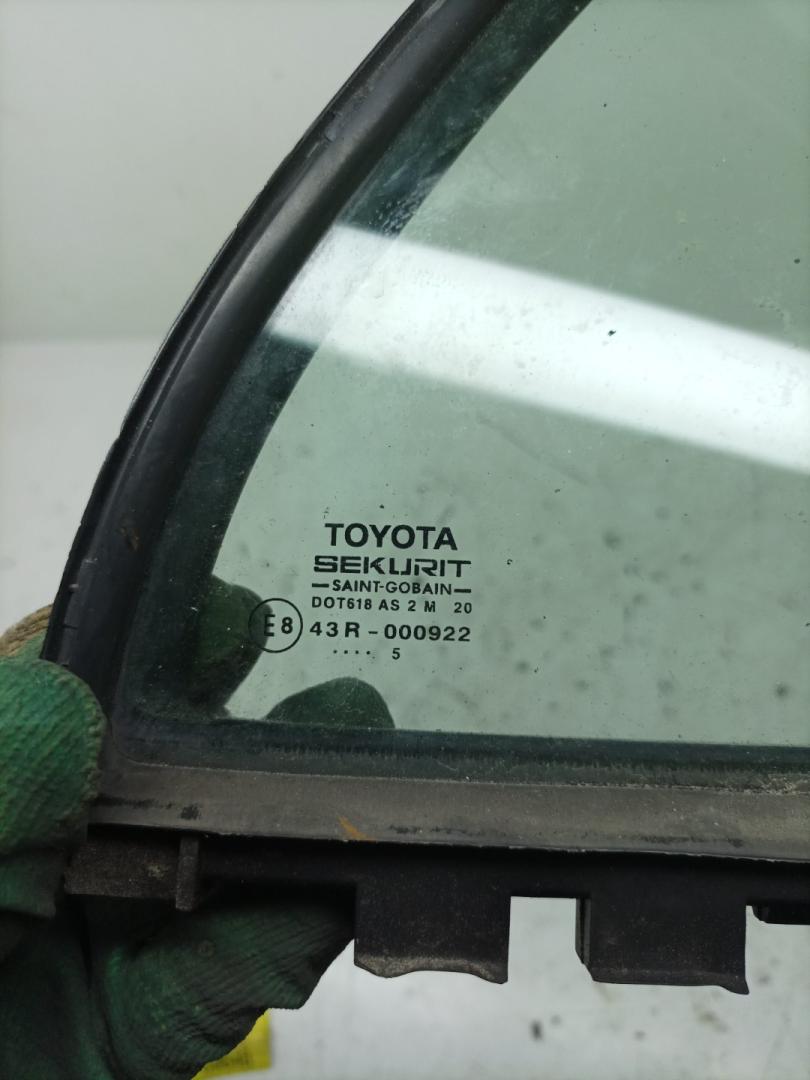 TOYOTA
SEKURIT
SAINT-GOBAIN
DOT618 AS 2 M 20
E8 43R-000922
.... 5